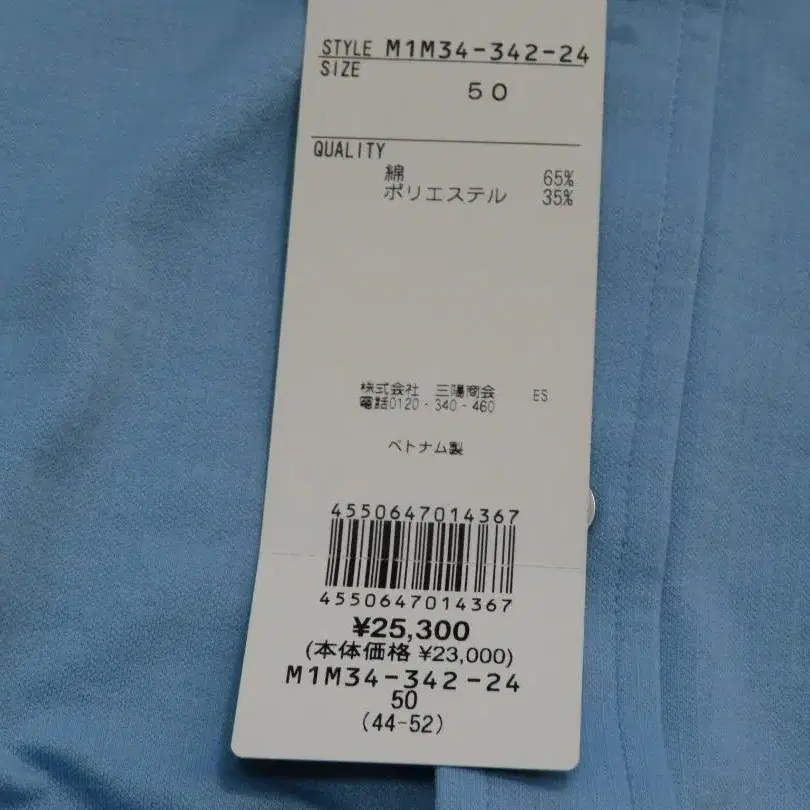 STYLE M1M34-342-24
SIZE
50
QUALITY
綿 65%
ポリエステル 35%
株式会社 三陽商会 ES
電話0120-340-460
ベトナム製
4550647014367
4550647014367
¥25,300
(本体価格 ¥23,000)
M1M34-342-24
50
(44-52)